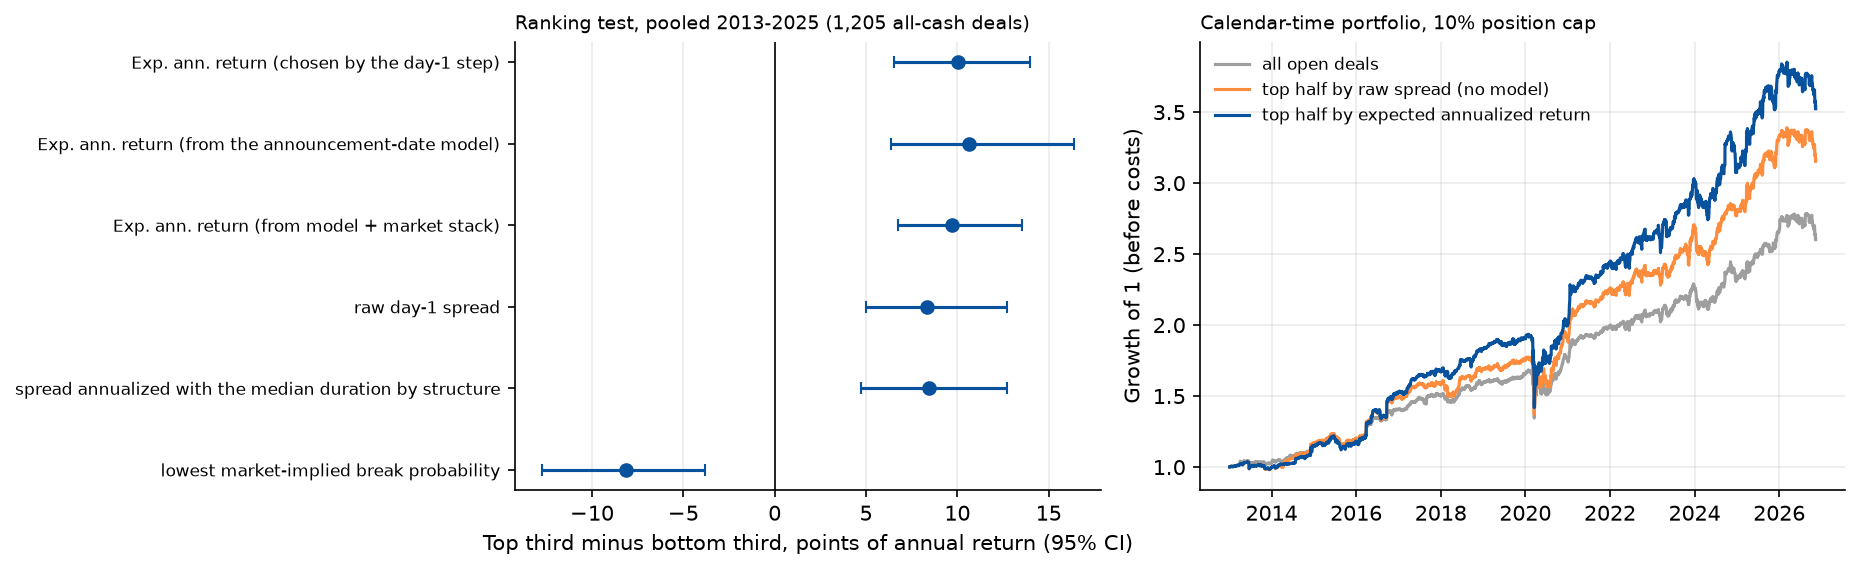 Ranking test, pooled 2013-2025 (1,205 all-cash deals)
Exp. ann. return (chosen by the day-1 step)
Exp. ann. return (from the announcement-date model)
Exp. ann. return (from model + market stack)
raw day-1 spread
spread annualized with the median duration by structure
lowest market-implied break probability
−10 −5 0 5 10 15
Top third minus bottom third, points of annual return (95% CI)
Calendar-time portfolio, 10% position cap
all open deals
top half by raw spread (no model)
top half by expected annualized return
Growth of 1 (before costs)
3.5
3.0
2.5
2.0
1.5
1.0
2014 2016 2018 2020 2022 2024 2026